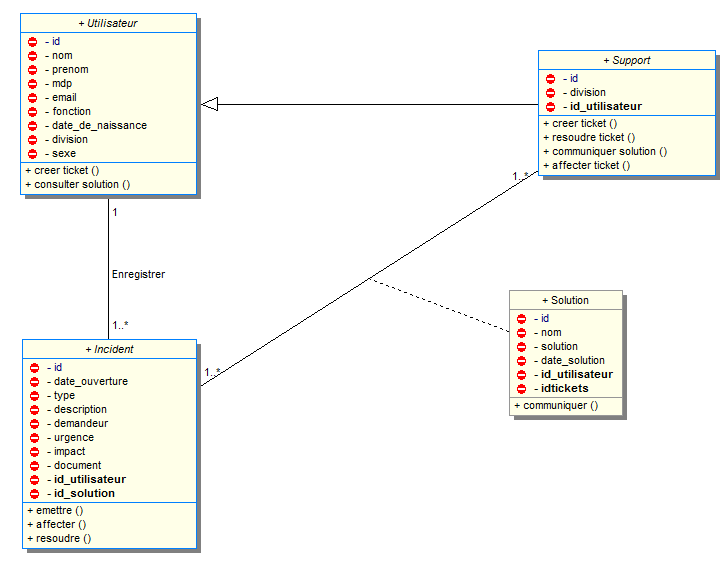 + Utilisateur
- id
- nom
- prenom
- mdp
- email
- fonction
- date_de_naissance
- division
- sexe
+ creer ticket ()
+ consulter solution ()
+ Support
- id
- division
- id_utilisateur
+ creer ticket ()
+ resoudre ticket ()
+ communiquer solution ()
+ affecter ticket ()
1..*
1
Enregistrer
1..*
+ Solution
- id
- nom
- solution
- date_solution
- id_utilisateur
- idtickets
+ communiquer ()
+ Incident
- id
- date_ouverture
- type
- description
- demandeur
- urgence
- impact
- document
- id_utilisateur
- id_solution
+ emettre ()
+ affecter ()
+ resoudre ()
1..*